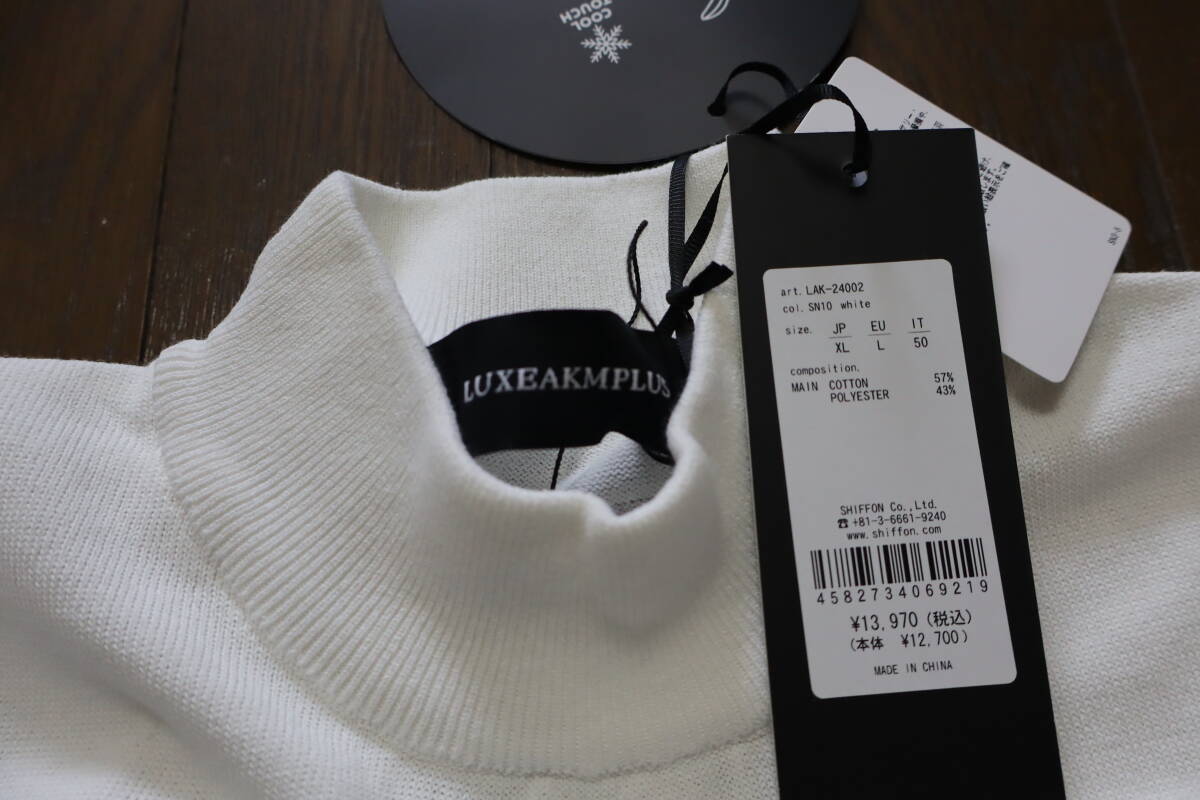 COOL
TOUCH
LUXEAKMPLUS
art. LAK-24002
col. SN10 white
size. JP EU IT
XL L 50
composition.
MAIN COTTON 57%
POLYESTER 43%
SHIFFON Co.,Ltd.
☎ +81-3-6661-9240
www.shiffon.com
4582734069219
¥13,970 (税込)
(本体 ¥12,700)
MADE IN CHINA